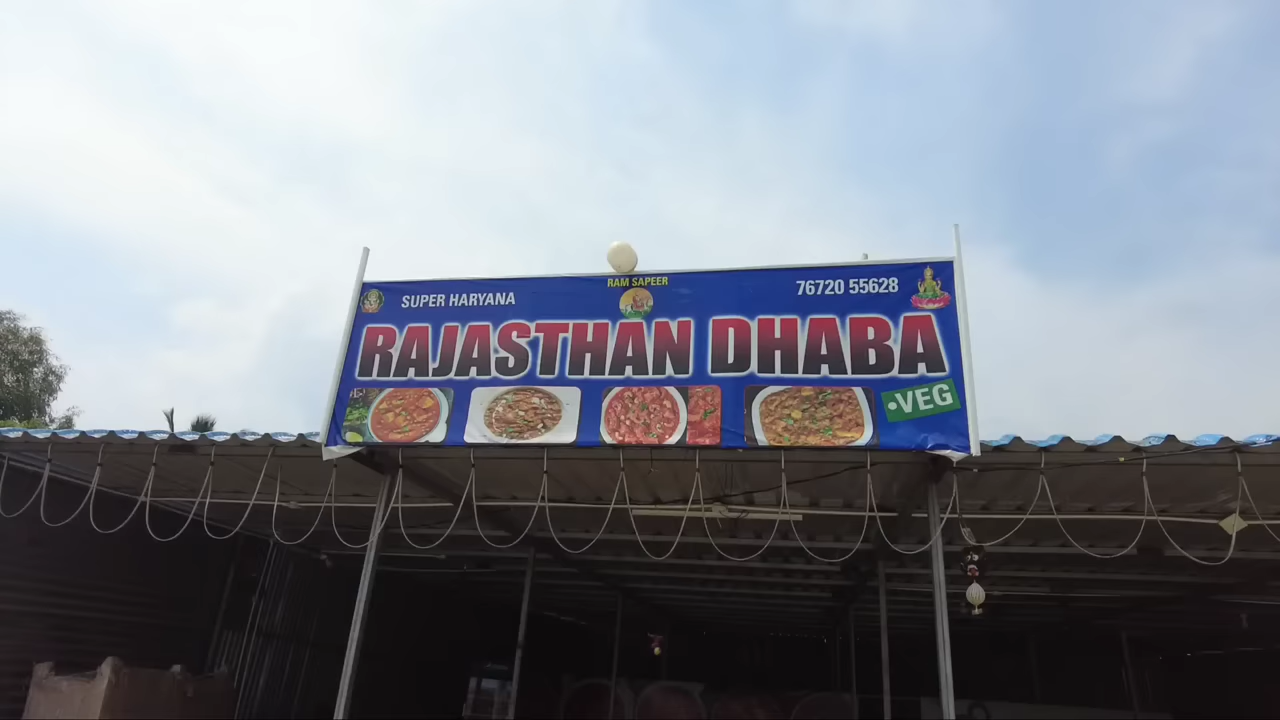 RAM SAPEER
SUPER HARYANA
76720 55628
RAJASTHAN DHABA
•VEG